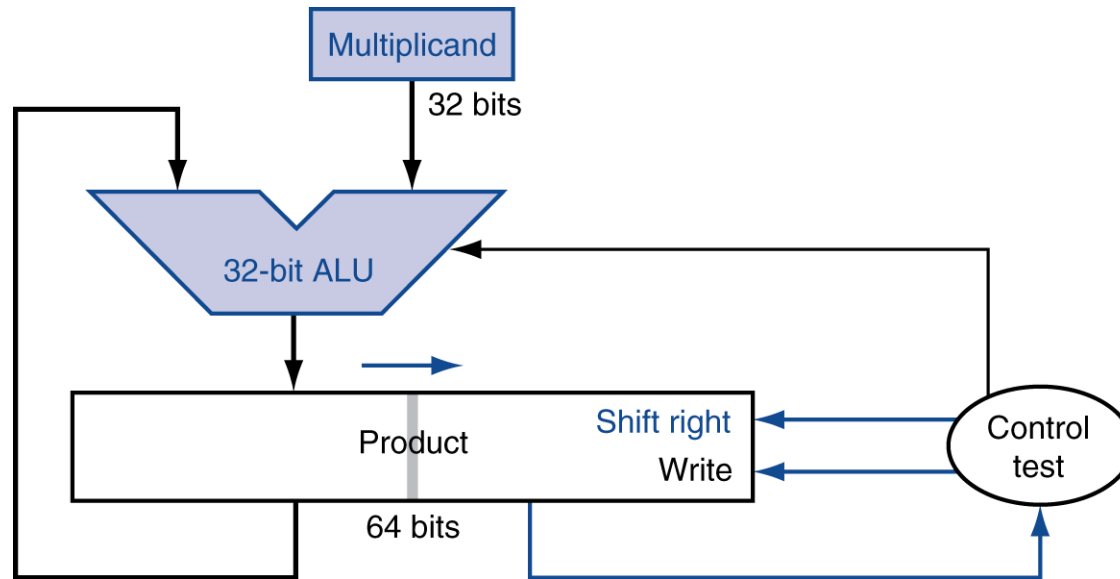 Multiplicand
32 bits
32-bit ALU
Shift right
Product
Write
64 bits
Control
test